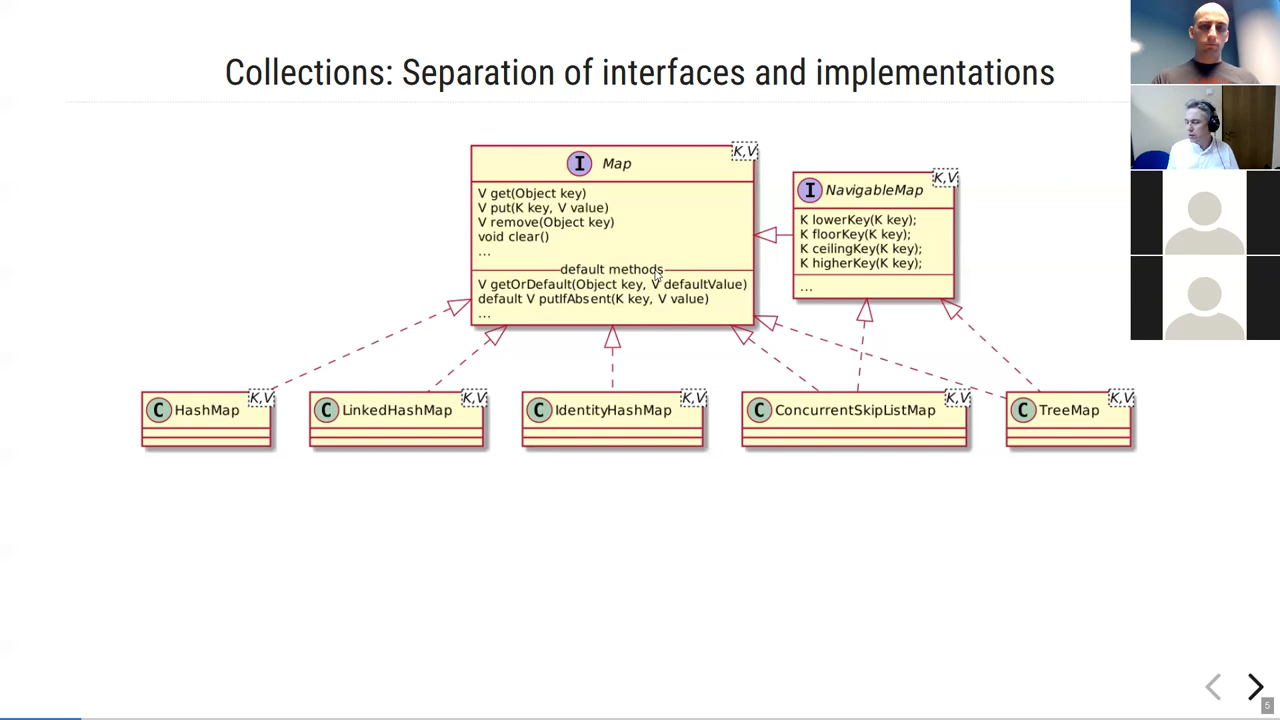 Collections: Separation of interfaces and implementations
K,V
I Map
V get(Object key)
V put(K key, V value)
V remove(Object key)
void clear()
...
default methods
V getOrDefault(Object key, V defaultValue)
default V putIfAbsent(K key, V value)
...
K,V
I NavigableMap
K lowerKey(K key);
K floorKey(K key);
K ceilingKey(K key);
K higherKey(K key);
...
C HashMap K,V
C LinkedHashMap K,V
C IdentityHashMap K,V
C ConcurrentSkipListMap K,V
C TreeMap K,V
5